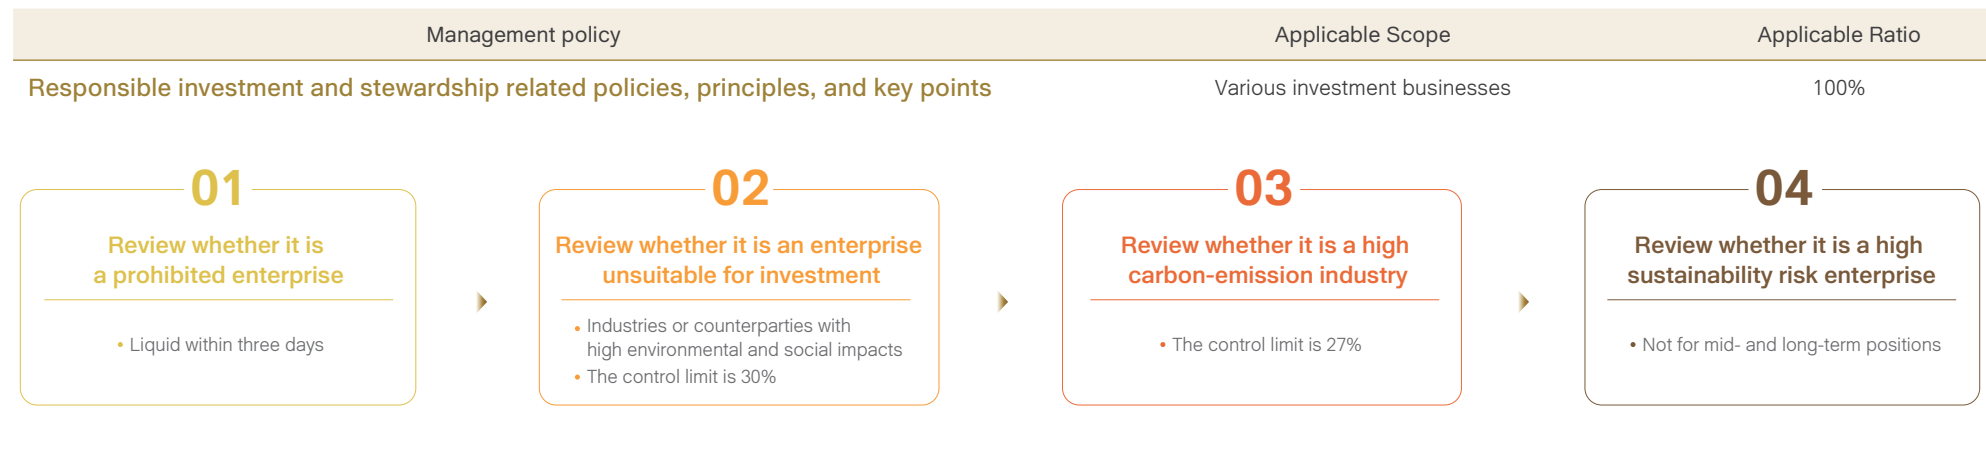 Management policy
Applicable Scope
Applicable Ratio
Responsible investment and stewardship related policies, principles, and key points
Various investment businesses
100%
01
Review whether it is
a prohibited enterprise
• Liquid within three days
02
Review whether it is an enterprise
unsuitable for investment
• Industries or counterparties with
high environmental and social impacts
• The control limit is 30%
03
Review whether it is a high
carbon-emission industry
• The control limit is 27%
04
Review whether it is a high
sustainability risk enterprise
• Not for mid- and long-term positions